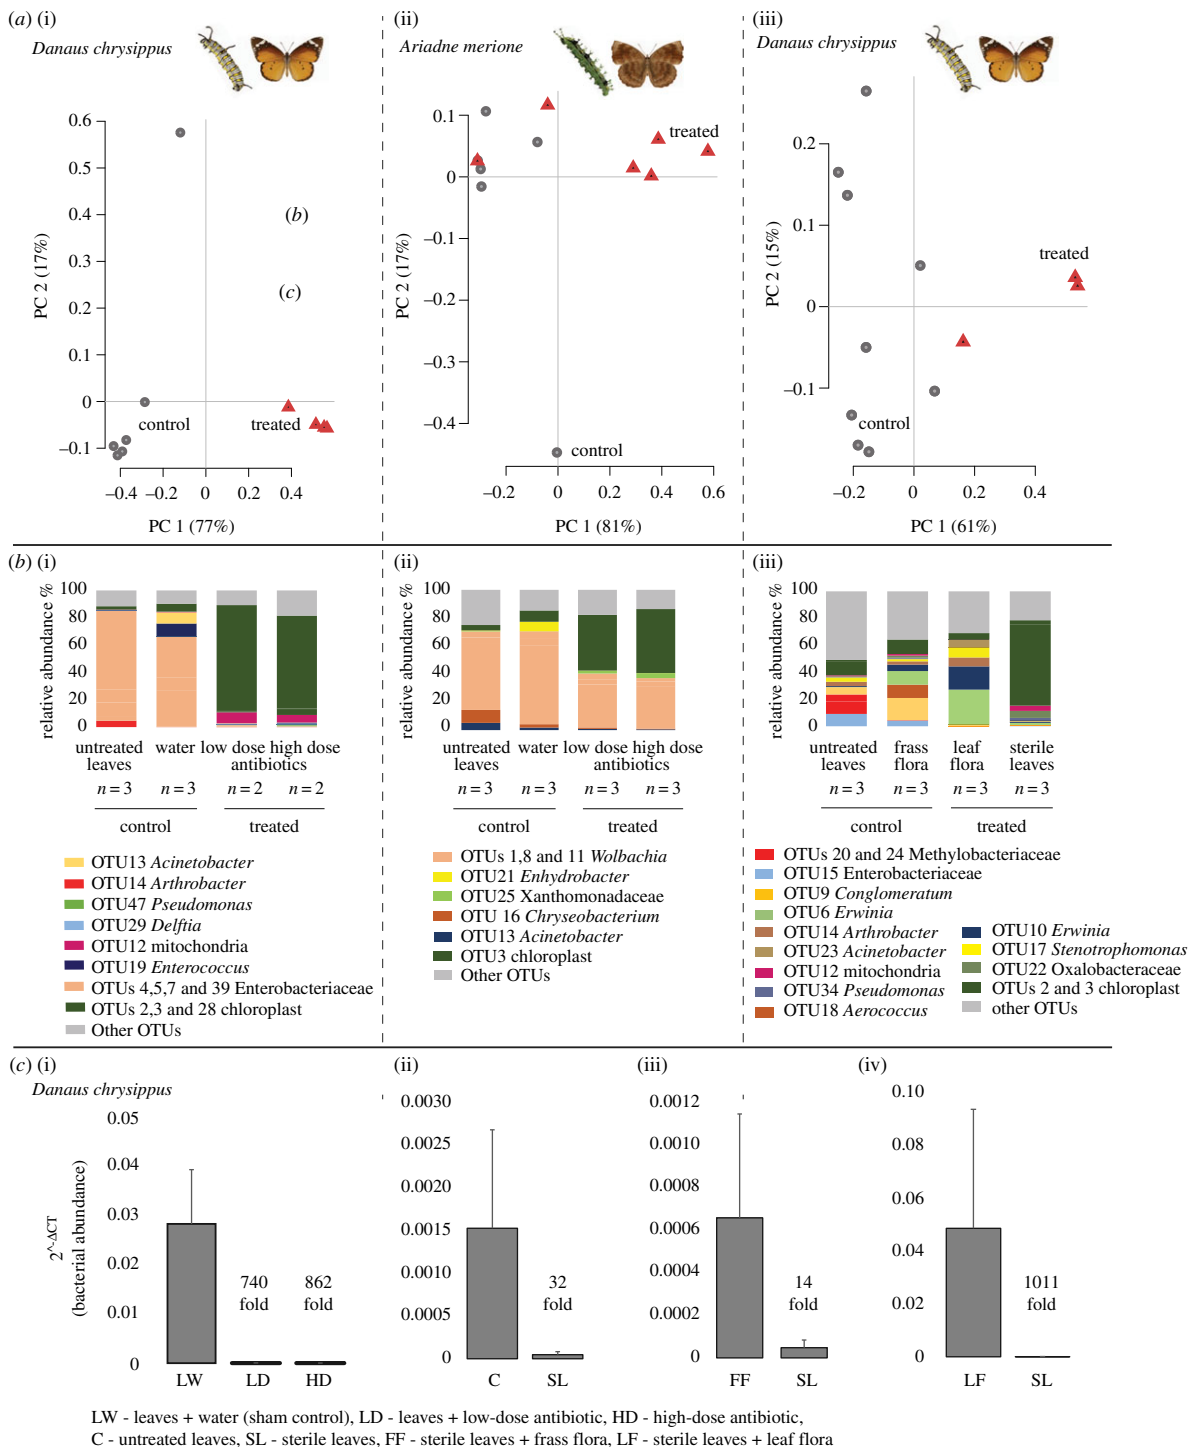 (a) (i)
Danaus chrysippus
0.6
0.5
0.4
0.3
0.2
0.1
0
–0.1
PC 2 (17%)
(b)
(c)
control
treated
–0.4 –0.2 0 0.4
PC 1 (77%)
(ii)
Ariadne merione
0.1
0
–0.1
–0.2
–0.3
–0.4
PC 2 (17%)
treated
control
–0.2 0 0.2 0.4 0.6
PC 1 (81%)
(iii)
Danaus chrysippus
0.2
0.1
0
–0.1
PC 2 (15%)
treated
control
–0.2 0 0.2 0.4
PC 1 (61%)
(b) (i)
relative abundance %
100
80
60
40
20
0
untreated water low dose high dose
leaves antibiotics
n = 3 n = 3 n = 2 n = 2
control treated
OTU13 Acinetobacter
OTU14 Arthrobacter
OTU47 Pseudomonas
OTU29 Delftia
OTU12 mitochondria
OTU19 Enterococcus
OTUs 4,5,7 and 39 Enterobacteriaceae
OTUs 2,3 and 28 chloroplast
Other OTUs
(ii)
relative abundance %
100
80
60
40
20
0
untreated water low dose high dose
leaves antibiotics
n = 3 n = 3 n = 3 n = 3
control treated
OTUs 1,8 and 11 Wolbachia
OTU21 Enhydrobacter
OTU25 Xanthomonadaceae
OTU 16 Chryseobacterium
OTU13 Acinetobacter
OTU3 chloroplast
Other OTUs
(iii)
relative abundance %
100
80
60
40
20
0
untreated frass leaf sterile
leaves flora flora leaves
n = 3 n = 3 n = 3 n = 3
control treated
OTUs 20 and 24 Methylobacteriaceae
OTU15 Enterobacteriaceae
OTU9 Conglomeratum
OTU6 Erwinia
OTU14 Arthrobacter
OTU23 Acinetobacter
OTU12 mitochondria
OTU34 Pseudomonas
OTU18 Aerococcus
OTU10 Erwinia
OTU17 Stenotrophomonas
OTU22 Oxalobacteraceae
OTUs 2 and 3 chloroplast
other OTUs
(c) (i)
Danaus chrysippus
2^-ΔCT
(bacterial abundance)
0.05
0.04
0.03
0.02
0.01
0
740
fold
862
fold
LW LD HD
(ii)
0.0030
0.0025
0.0020
0.0015
0.0010
0.0005
0
32
fold
C SL
(iii)
0.0012
0.0010
0.0008
0.0006
0.0004
0.0002
0
14
fold
FF SL
(iv)
0.10
0.08
0.06
0.04
0.02
0
1011
fold
LF SL
LW - leaves + water (sham control), LD - leaves + low-dose antibiotic, HD - high-dose antibiotic,
C - untreated leaves, SL - sterile leaves, FF - sterile leaves + frass flora, LF - sterile leaves + leaf flora